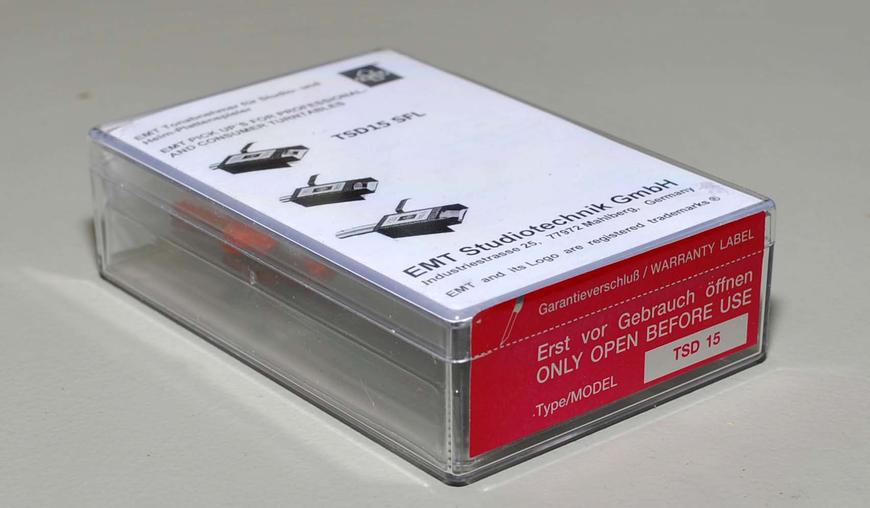 EMT Tonabnehmer für Studio- und
Heim-Plattenspieler
EMT PICK UP'S FOR PROFESSIONAL
AND CONSUMER TURNTABLES
TSD15 SFL
EMT Studiotechnik GmbH
Industriestrasse 25, 77972 Mahlberg, Germany
EMT and its Logo are registered trademarks ®
Garantieverschluß / WARRANTY LABEL
Erst vor Gebrauch öffnen
ONLY OPEN BEFORE USE
Type/MODEL TSD 15